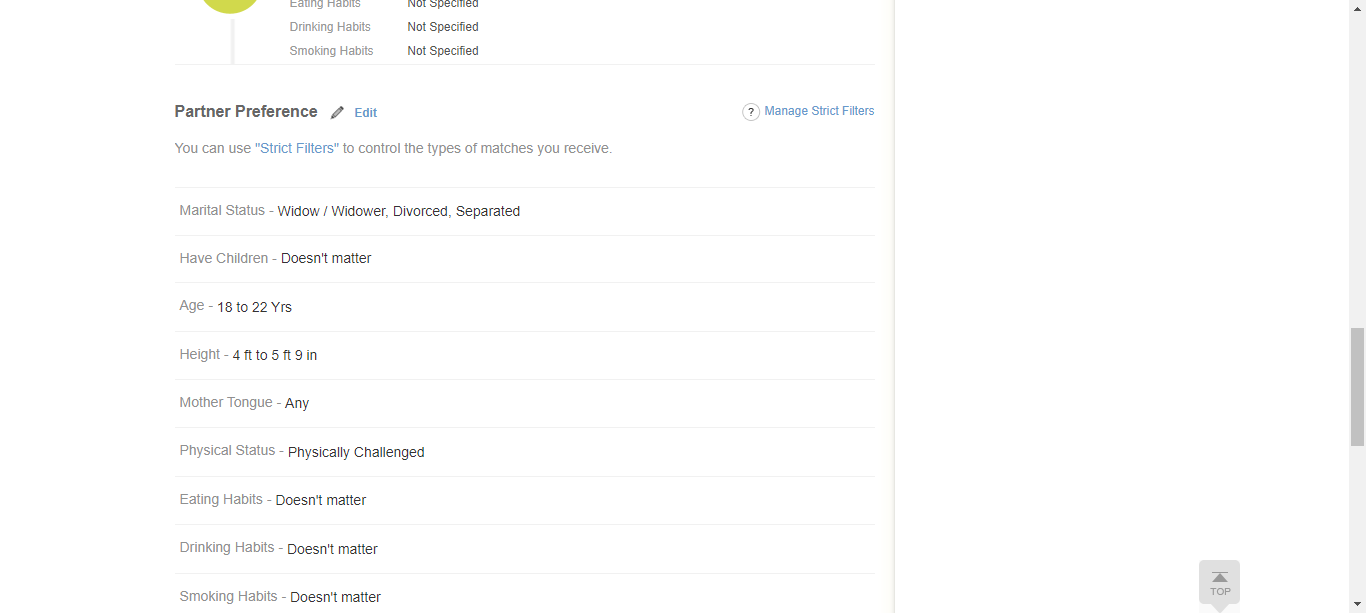 Eating Habits Not Specified
Drinking Habits Not Specified
Smoking Habits Not Specified
Partner Preference Edit ? Manage Strict Filters
You can use "Strict Filters" to control the types of matches you receive.
Marital Status - Widow / Widower, Divorced, Separated
Have Children - Doesn't matter
Age - 18 to 22 Yrs
Height - 4 ft to 5 ft 9 in
Mother Tongue - Any
Physical Status - Physically Challenged
Eating Habits - Doesn't matter
Drinking Habits - Doesn't matter
Smoking Habits - Doesn't matter
TOP